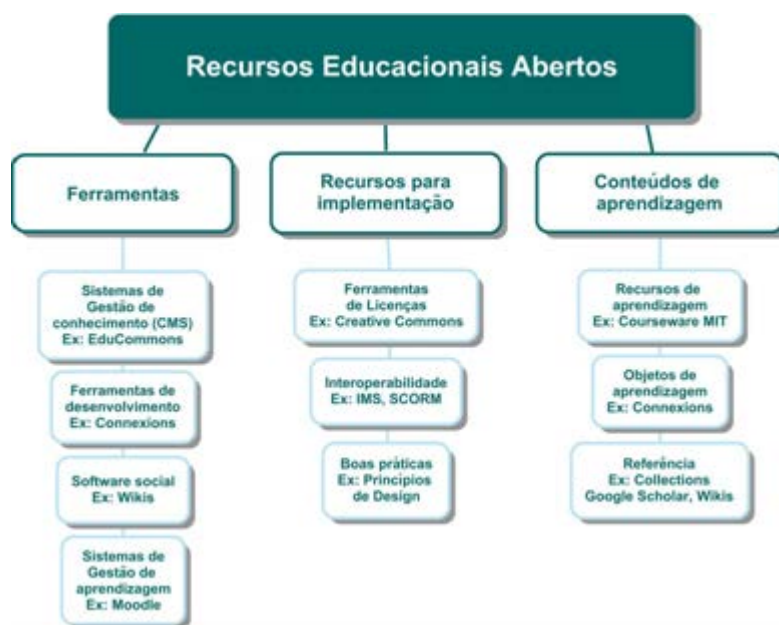 Recursos Educacionais Abertos
Ferramentas
Sistemas de
Gestão de
conhecimento (CMS)
Ex: EduCommons
Ferramentas de
desenvolvimento
Ex: Connexions
Software social
Ex: Wikis
Sistemas de
Gestão de
aprendizagem
Ex: Moodle
Recursos para
implementação
Ferramentas
de Licenças
Ex: Creative Commons
Interoperabilidade
Ex: IMS, SCORM
Boas práticas
Ex: Princípios
de Design
Conteúdos de
aprendizagem
Recursos de
aprendizagem
Ex: Courseware MIT
Objetos de
aprendizagem
Ex: Connexions
Referência
Ex: Collections
Google Scholar, Wikis